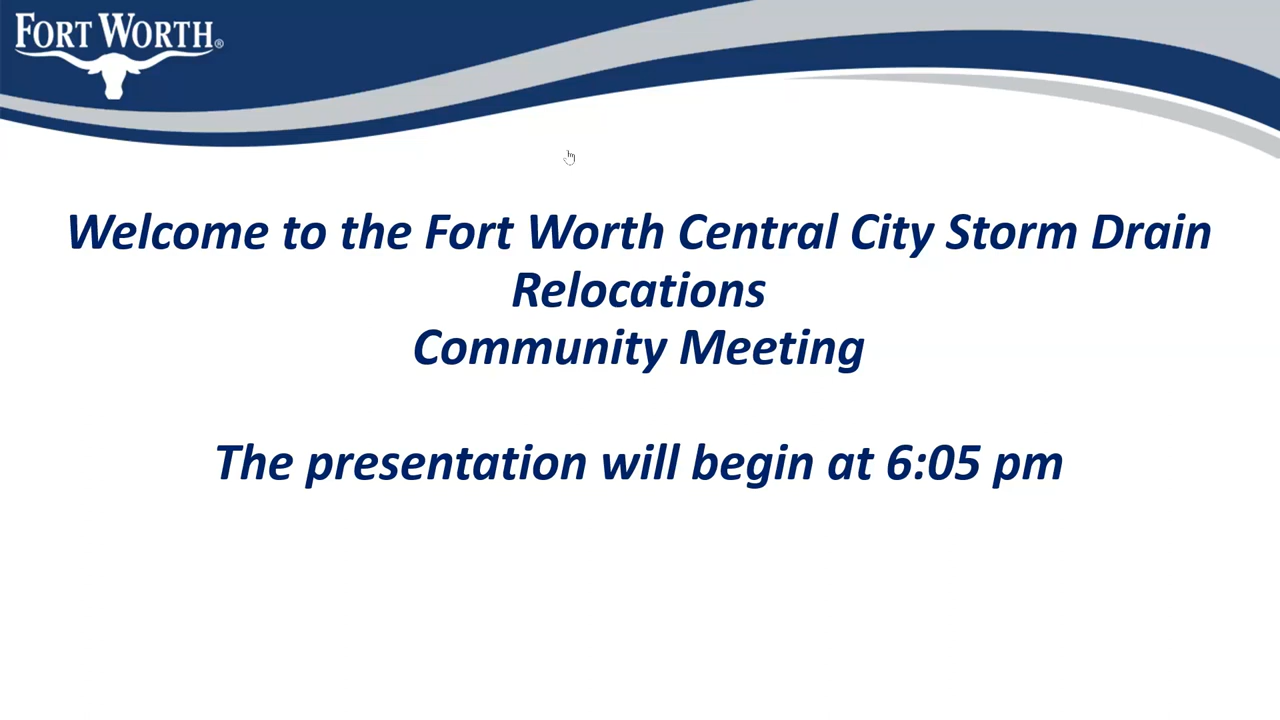 FORT WORTH®
Welcome to the Fort Worth Central City Storm Drain
Relocations
Community Meeting
The presentation will begin at 6:05 pm